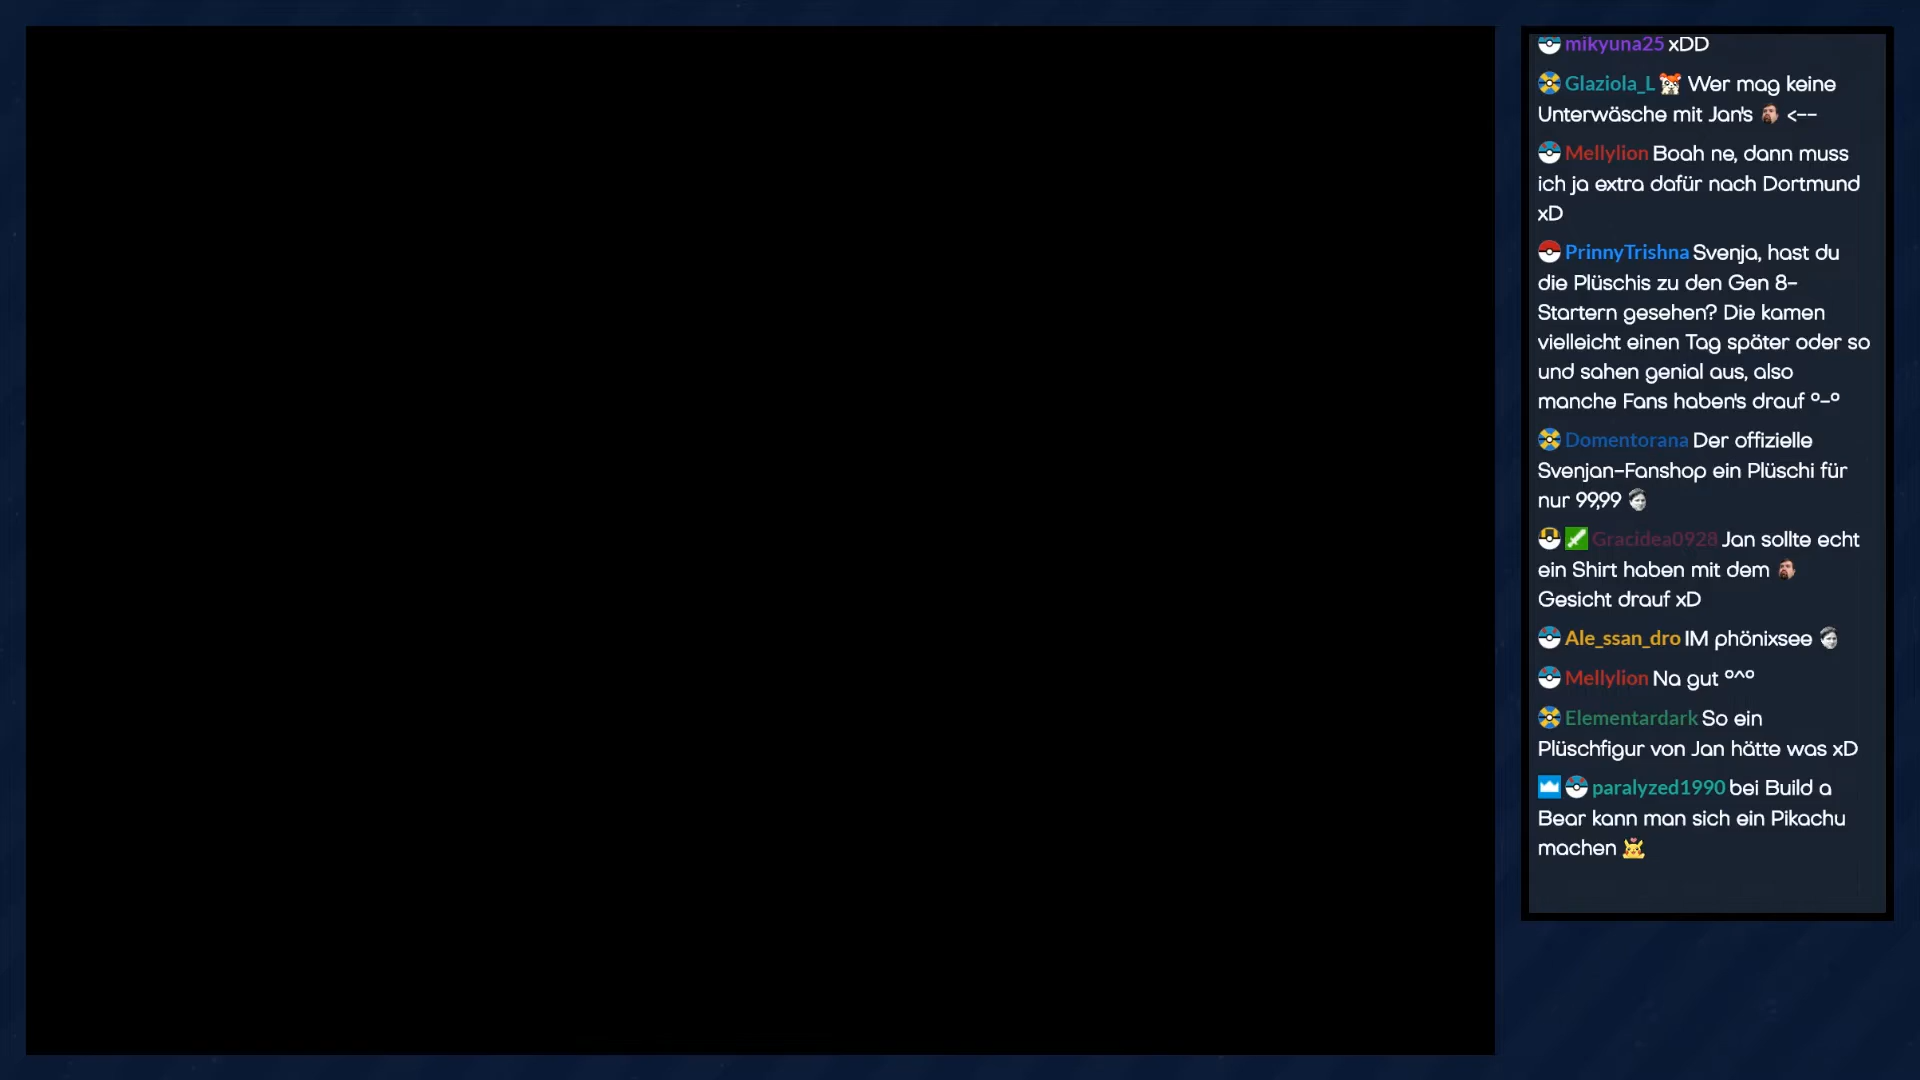 mikyuna25 xDD
Glaziola_L Wer mag keine
Unterwäsche mit Jan's <--
Mellylion Boah ne, dann muss
ich ja extra dafür nach Dortmund
xD
PrinnyTrishna Svenja, hast du
die Plüschis zu den Gen 8-
Startern gesehen? Die kamen
vielleicht einen Tag später oder so
und sahen genial aus, also
manche Fans haben's drauf °-°
Domentorana Der offizielle
Svenjan-Fanshop ein Plüschi für
nur 99,99
Gracidea0928 Jan sollte echt
ein Shirt haben mit dem
Gesicht drauf xD
Ale_ssan_dro IM phönixsee
Mellylion Na gut °^°
Elementardark So ein
Plüschfigur von Jan hätte was xD
paralyzed1990 bei Build a
Bear kann man sich ein Pikachu
machen